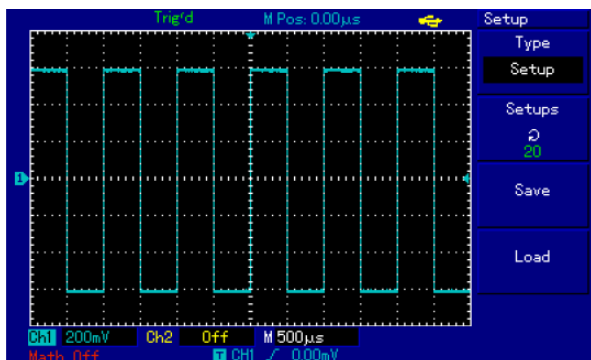 Trig'd M Pos: 0.00μs Setup
Type
Setup
Setups
20
1
Save
Load
Ch1 200mV Ch2 Off M 500μs
Math Off T CH1 0.00mV